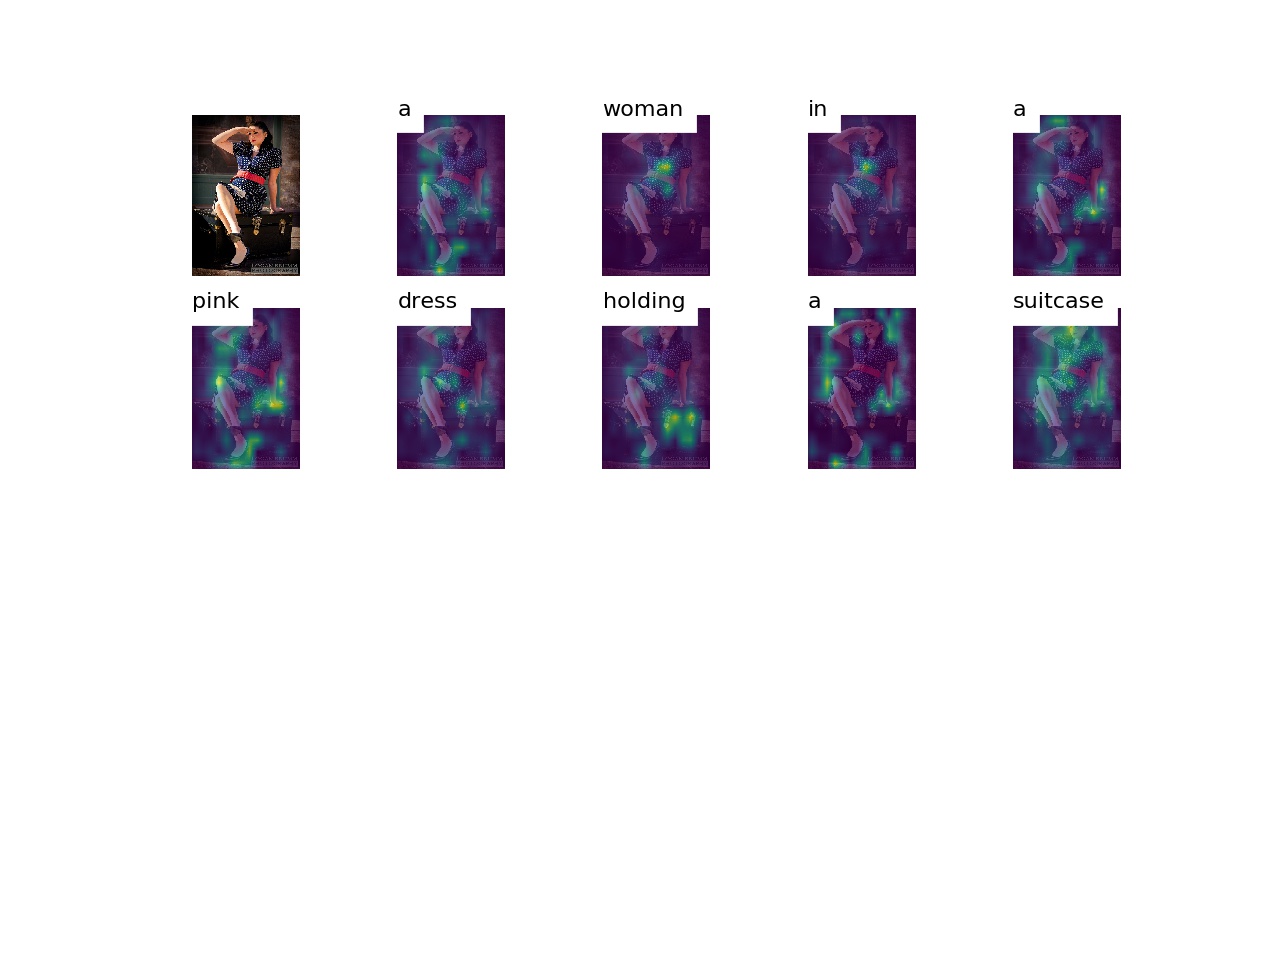 a
woman
in
a
pink
dress
holding
a
suitcase